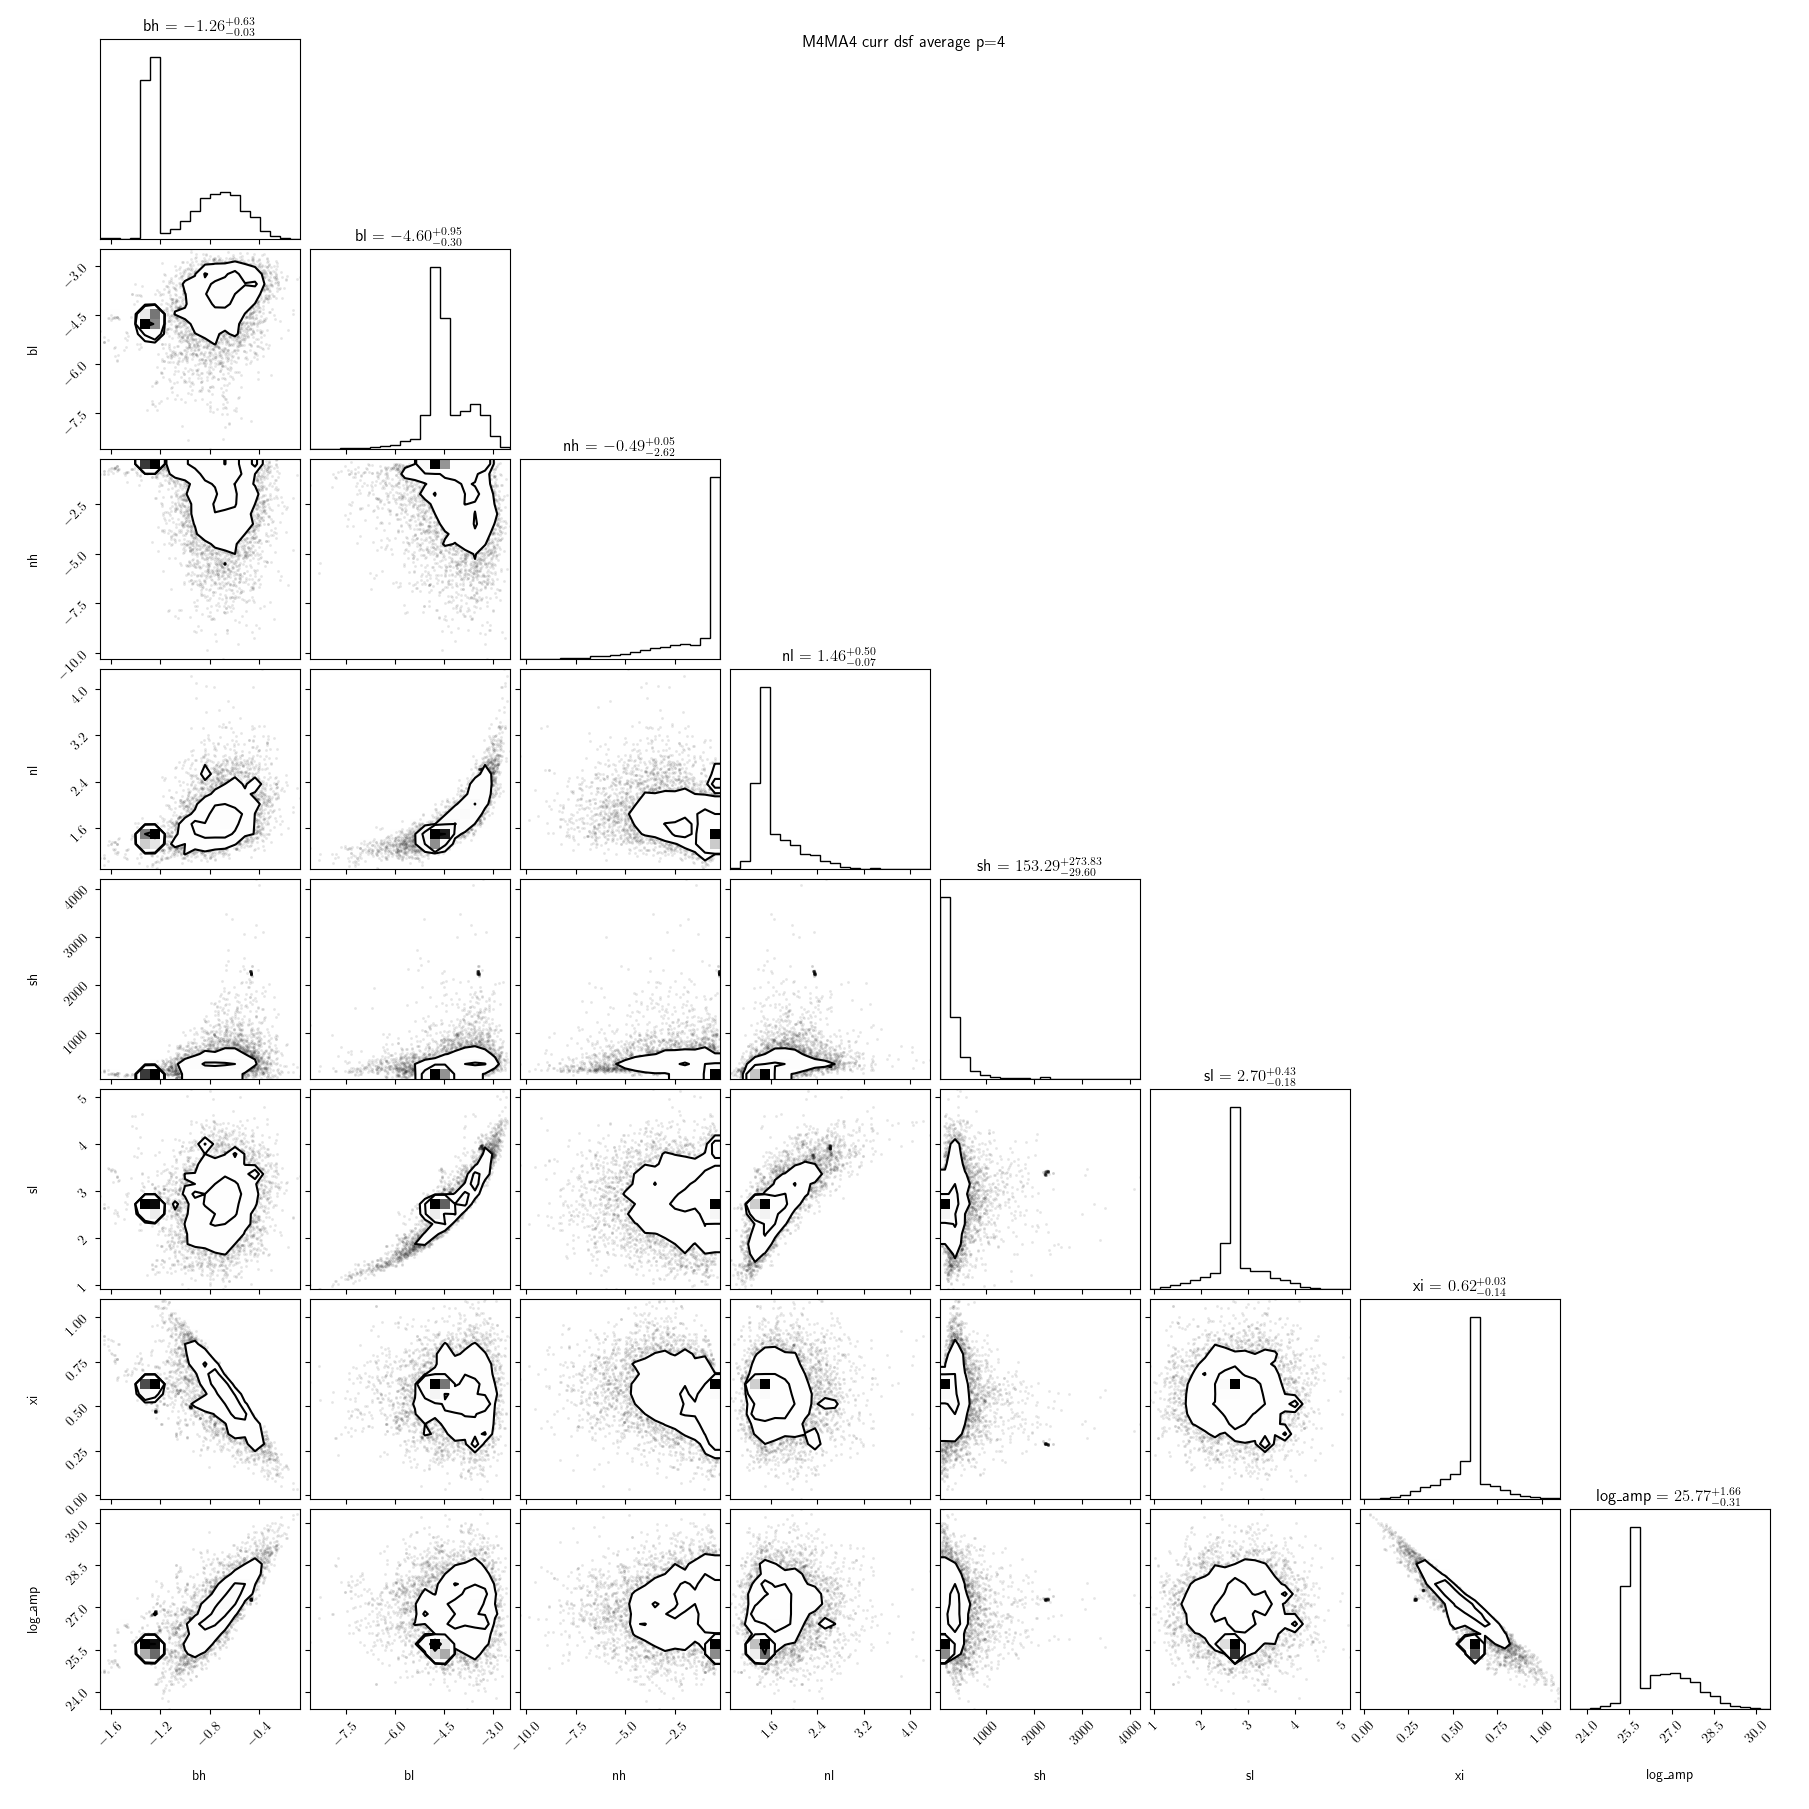 M4MA4 curr dsf average p=4
bh = −1.26 +0.63 −0.03
bl = −4.60 +0.95 −0.30
nh = −0.49 +0.05 −2.62
nl = 1.46 +0.50 −0.07
sh = 153.29 +273.83 −29.60
sl = 2.70 +0.43 −0.18
xi = 0.62 +0.03 −0.14
log_amp = 25.77 +1.66 −0.31
bl
−3.0
−4.5
−6.0
−7.5
nh
−2.5
−5.0
−7.5
−10.0
nl
4.0
3.2
2.4
1.6
sh
4000
3000
2000
1000
sl
5
4
3
2
1
xi
1.00
0.75
0.50
0.25
0.00
log_amp
30.0
28.5
27.0
25.5
24.0
−1.6 −1.2 −0.8 −0.4
−7.5 −6.0 −4.5 −3.0
−10.0 −7.5 −5.0 −2.5
1.6 2.4 3.2 4.0
1000 2000 3000 4000
1 2 3 4 5
0.00 0.25 0.50 0.75 1.00
24.0 25.5 27.0 28.5 30.0
bh bl nh nl sh sl xi log_amp